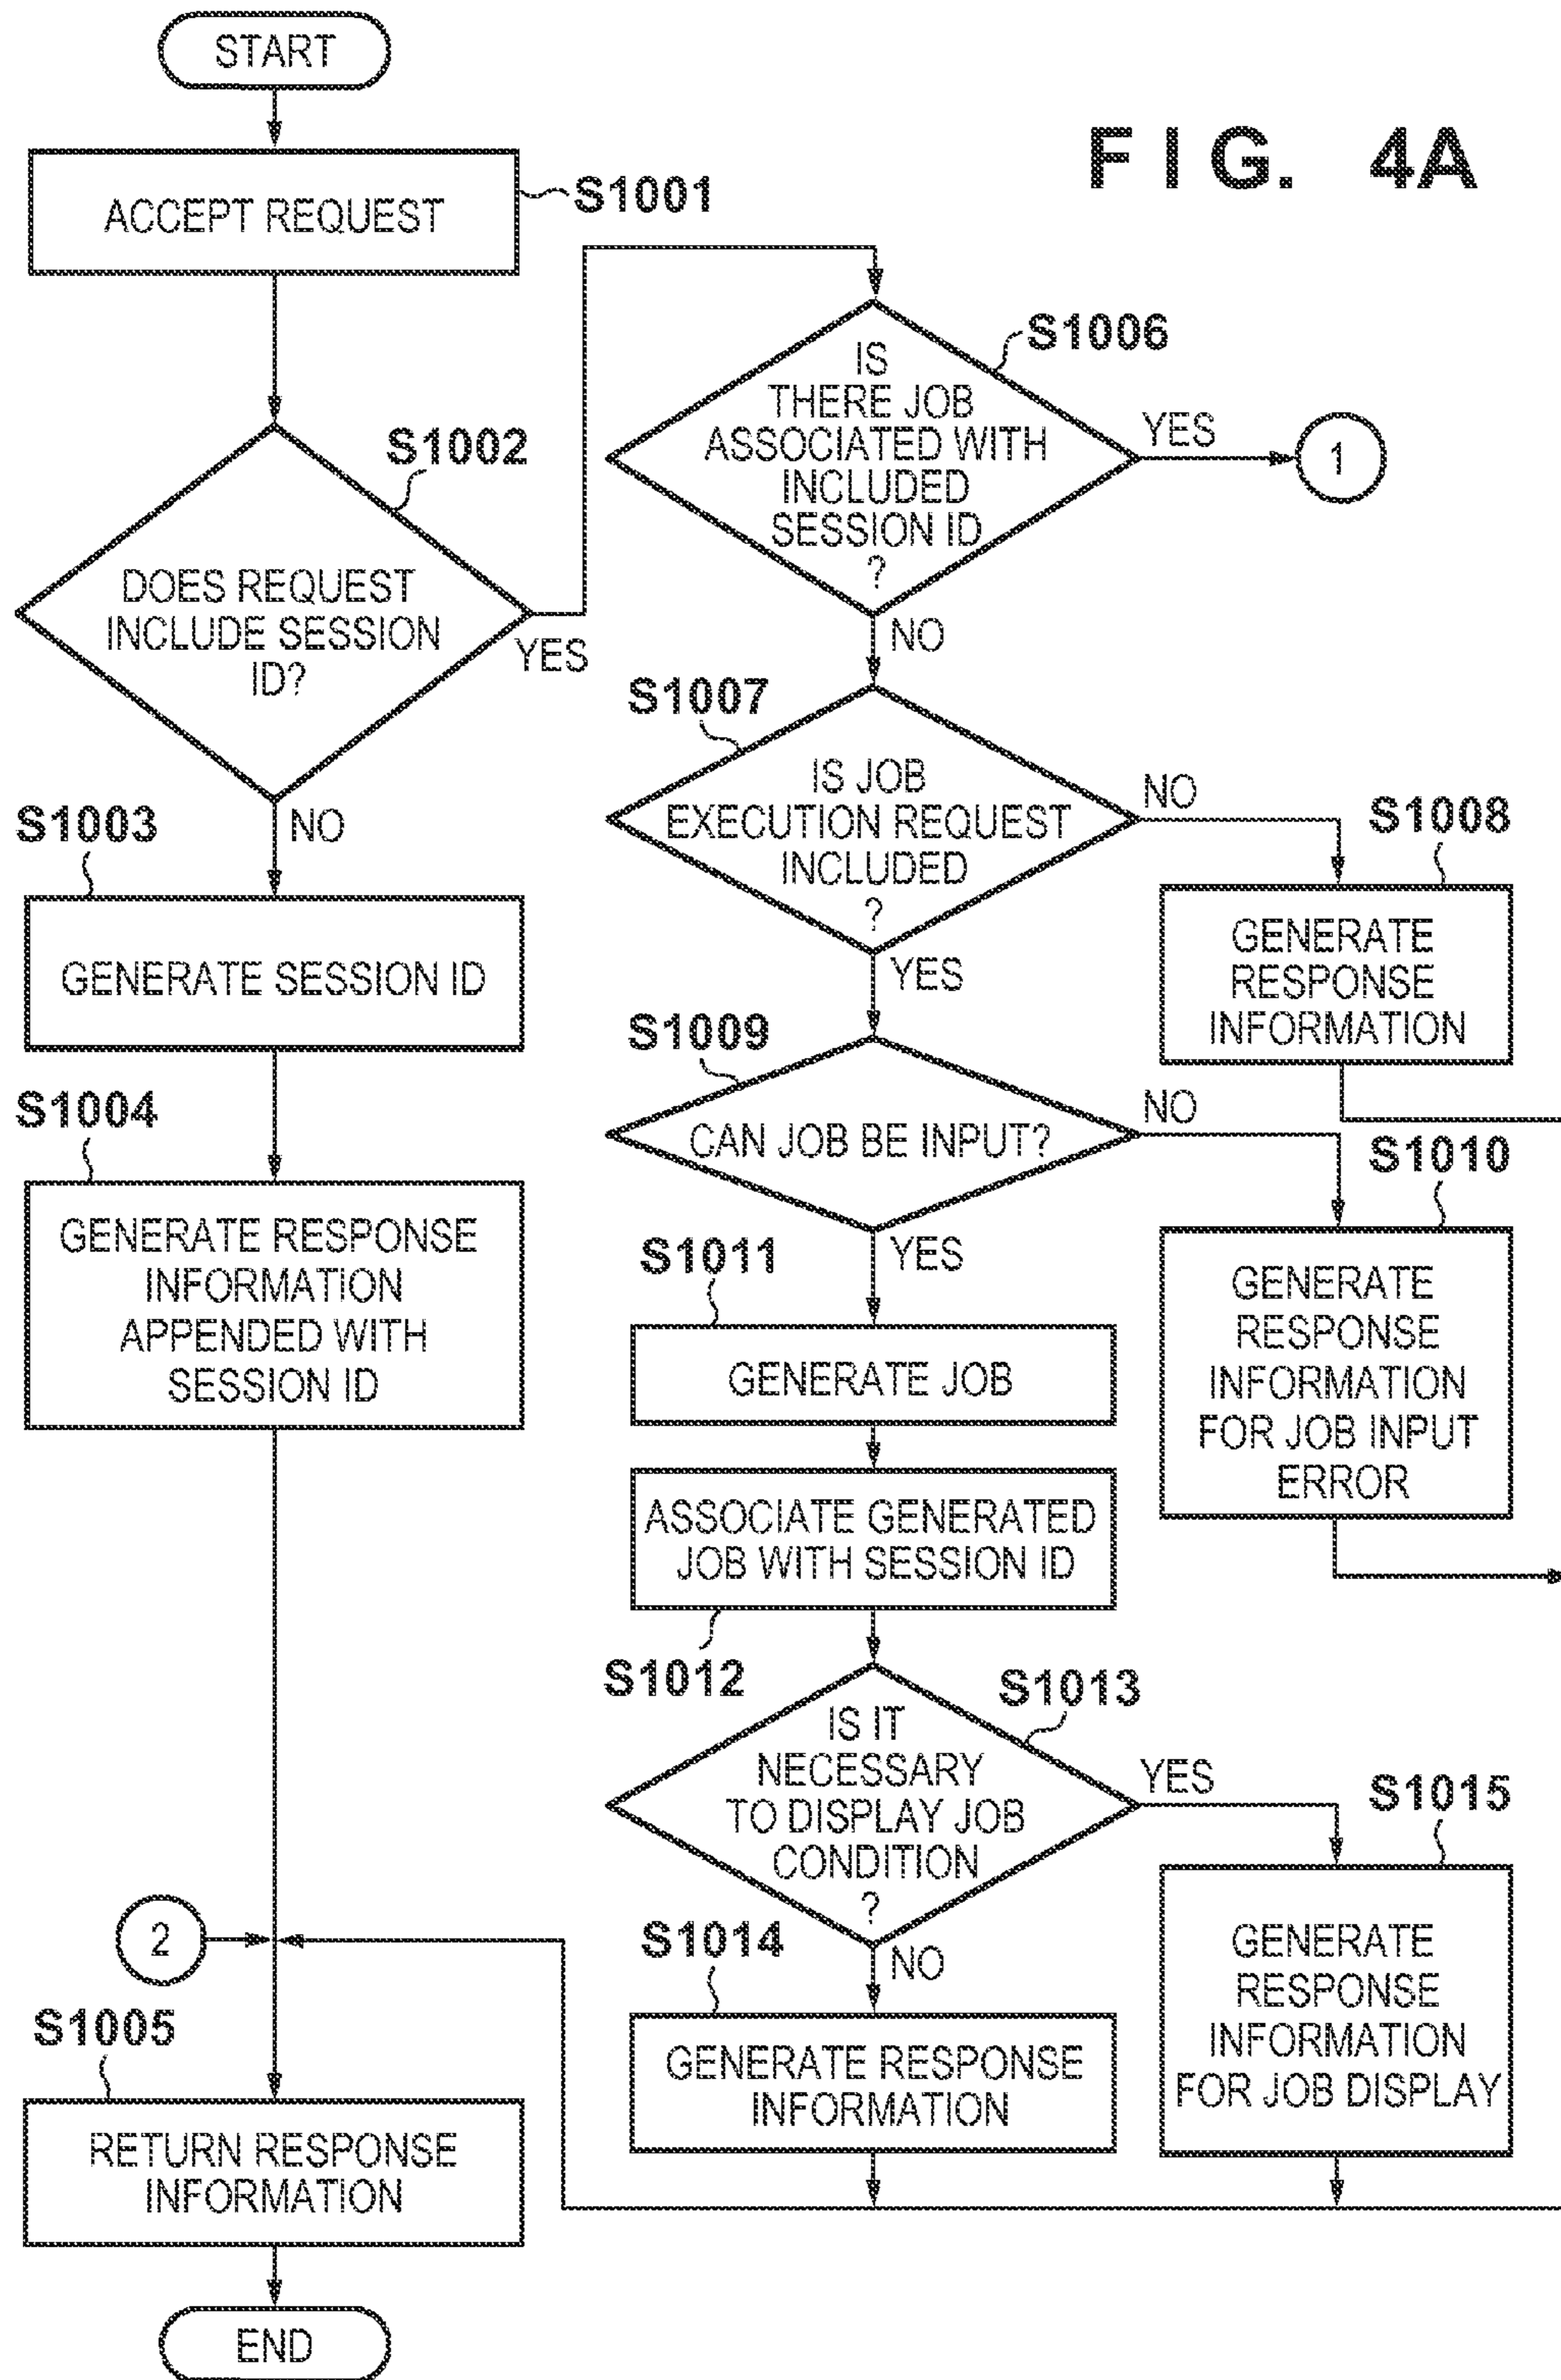 START
FIG. 4A
ACCEPT REQUEST
S1001
S1002
DOES REQUEST
INCLUDE SESSION
ID?
YES
NO
S1003
GENERATE SESSION ID
S1004
GENERATE RESPONSE
INFORMATION
APPENDED WITH
SESSION ID
2
S1005
RETURN RESPONSE
INFORMATION
END
S1006
IS
THERE JOB
ASSOCIATED WITH
INCLUDED
SESSION ID
?
YES
1
NO
S1007
IS JOB
EXECUTION REQUEST
INCLUDED
?
NO
S1008
GENERATE
RESPONSE
INFORMATION
YES
S1009
CAN JOB BE INPUT?
NO
S1010
GENERATE
RESPONSE
INFORMATION
FOR JOB INPUT
ERROR
YES
S1011
GENERATE JOB
ASSOCIATE GENERATED
JOB WITH SESSION ID
S1012
S1013
IS IT
NECESSARY
TO DISPLAY JOB
CONDITION
?
YES
S1015
GENERATE
RESPONSE
INFORMATION
FOR JOB DISPLAY
NO
S1014
GENERATE RESPONSE
INFORMATION